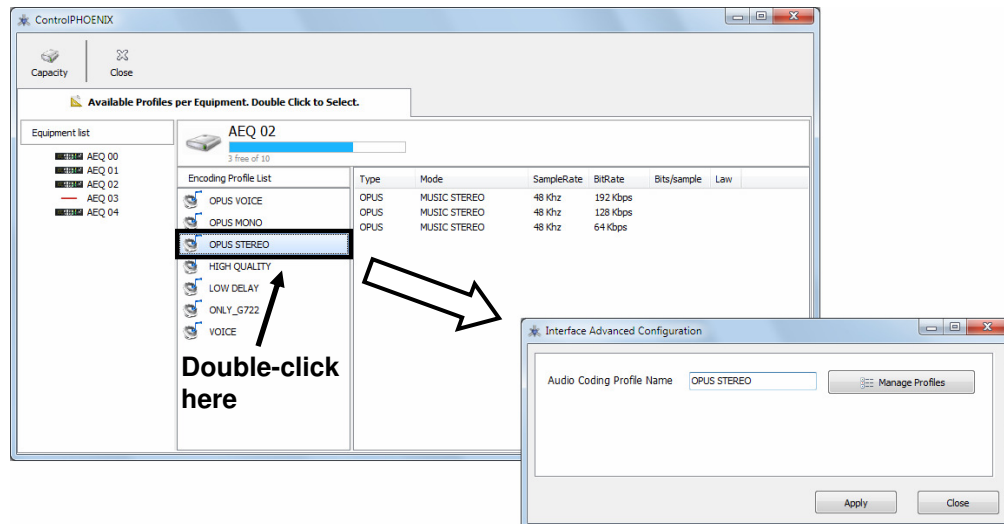 ControlPHOENIX
Capacity
Close
Available Profiles per Equipment. Double Click to Select.
Equipment list
AEQ 00
AEQ 01
AEQ 02
AEQ 03
AEQ 04
AEQ 02
3 free of 10
Encoding Profile List
OPUS VOICE
OPUS MONO
OPUS STEREO
HIGH QUALITY
LOW DELAY
ONLY_G722
VOICE
Type Mode SampleRate BitRate Bits/sample Law
OPUS MUSIC STEREO 48 Khz 192 Kbps
OPUS MUSIC STEREO 48 Khz 128 Kbps
OPUS MUSIC STEREO 48 Khz 64 Kbps
Double-click
here
Interface Advanced Configuration
Audio Coding Profile Name OPUS STEREO Manage Profiles
Apply Close